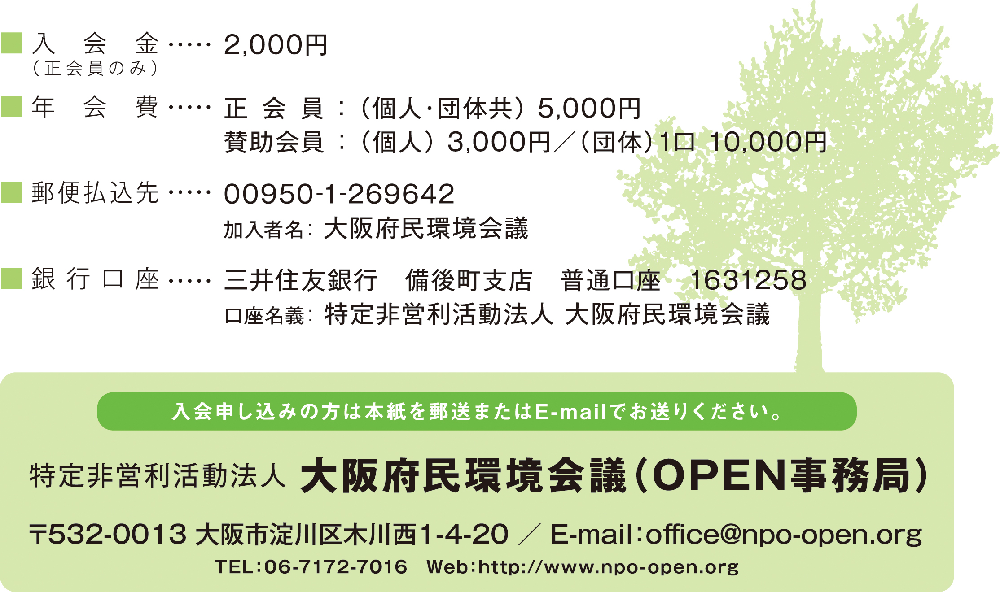 ■ 入会金 ····· 2,000円
（正会員のみ）
■ 年会費 ····· 正会員：（個人・団体共）5,000円
賛助会員：（個人）3,000円／（団体）1口 10,000円
■ 郵便払込先 ····· 00950-1-269642
加入者名：大阪府民環境会議
■ 銀行口座 ····· 三井住友銀行　備後町支店　普通口座　1631258
口座名義：特定非営利活動法人 大阪府民環境会議
入会申し込みの方は本紙を郵送またはE-mailでお送りください。
特定非営利活動法人 大阪府民環境会議（OPEN事務局）
〒532-0013 大阪市淀川区木川西1-4-20 ／ E-mail：office@npo-open.org
TEL：06-7172-7016　Web：http://www.npo-open.org